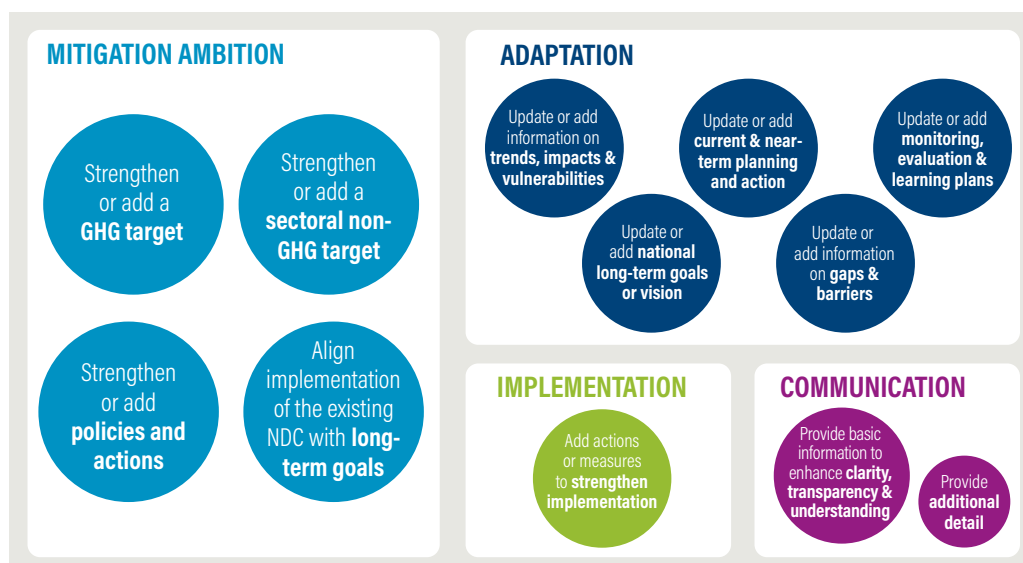 MITIGATION AMBITION
Strengthen
or add a
GHG target
Strengthen
or add a
sectoral non-
GHG target
Strengthen
or add
policies and
actions
Align
implementation
of the existing
NDC with long-
term goals
ADAPTATION
Update or add
information on
trends, impacts &
vulnerabilities
Update or add
current & near-
term planning
and action
Update or add
monitoring,
evaluation &
learning plans
Update or
add national
long-term goals
or vision
Update or
add information
on gaps &
barriers
IMPLEMENTATION
Add actions
or measures
to strengthen
implementation
COMMUNICATION
Provide basic
information to
enhance clarity,
transparency &
understanding
Provide
additional
detail